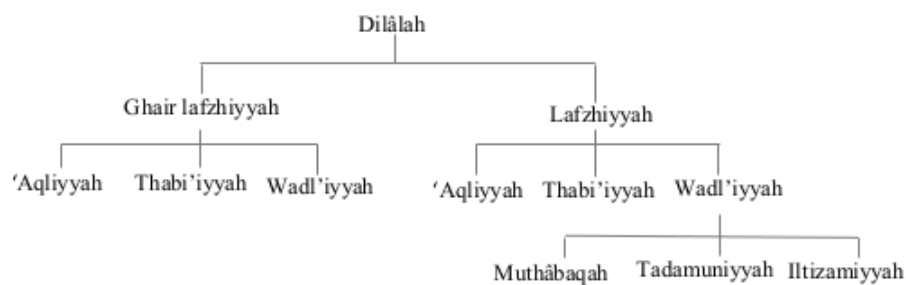 Dilâlah
Ghair lafzhiyyah
Lafzhiyyah
‘Aqliyyah Thabi’iyyah Wadl’iyyah
‘Aqliyyah Thabi’iyyah Wadl’iyyah
Muthâbaqah Tadamuniyyah Iltizamiyyah